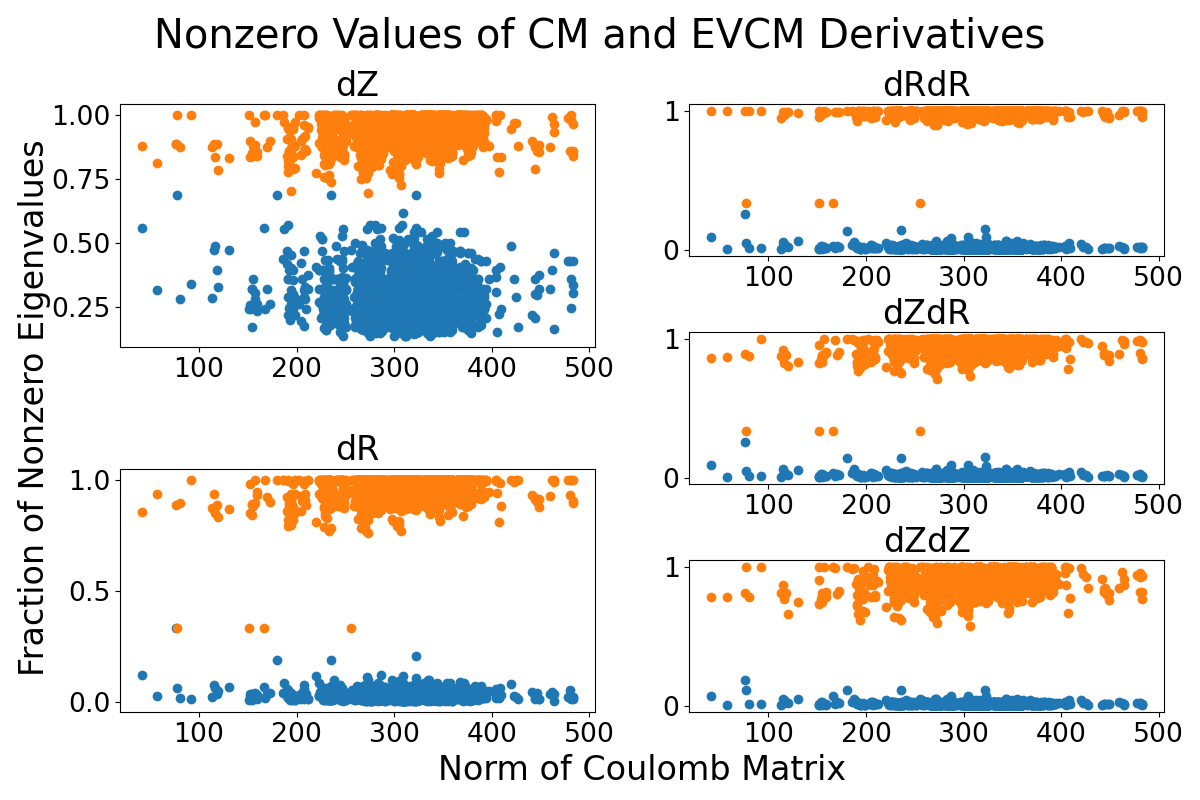 Nonzero Values of CM and EVCM Derivatives
Fraction of Nonzero Eigenvalues
dZ
1.00
0.75
0.50
0.25
100 200 300 400 500
dR
1.0
0.5
0.0
100 200 300 400 500
dRdR
1
0
100 200 300 400 500
dZdR
1
0
100 200 300 400 500
dZdZ
1
0
100 200 300 400 500
Norm of Coulomb Matrix